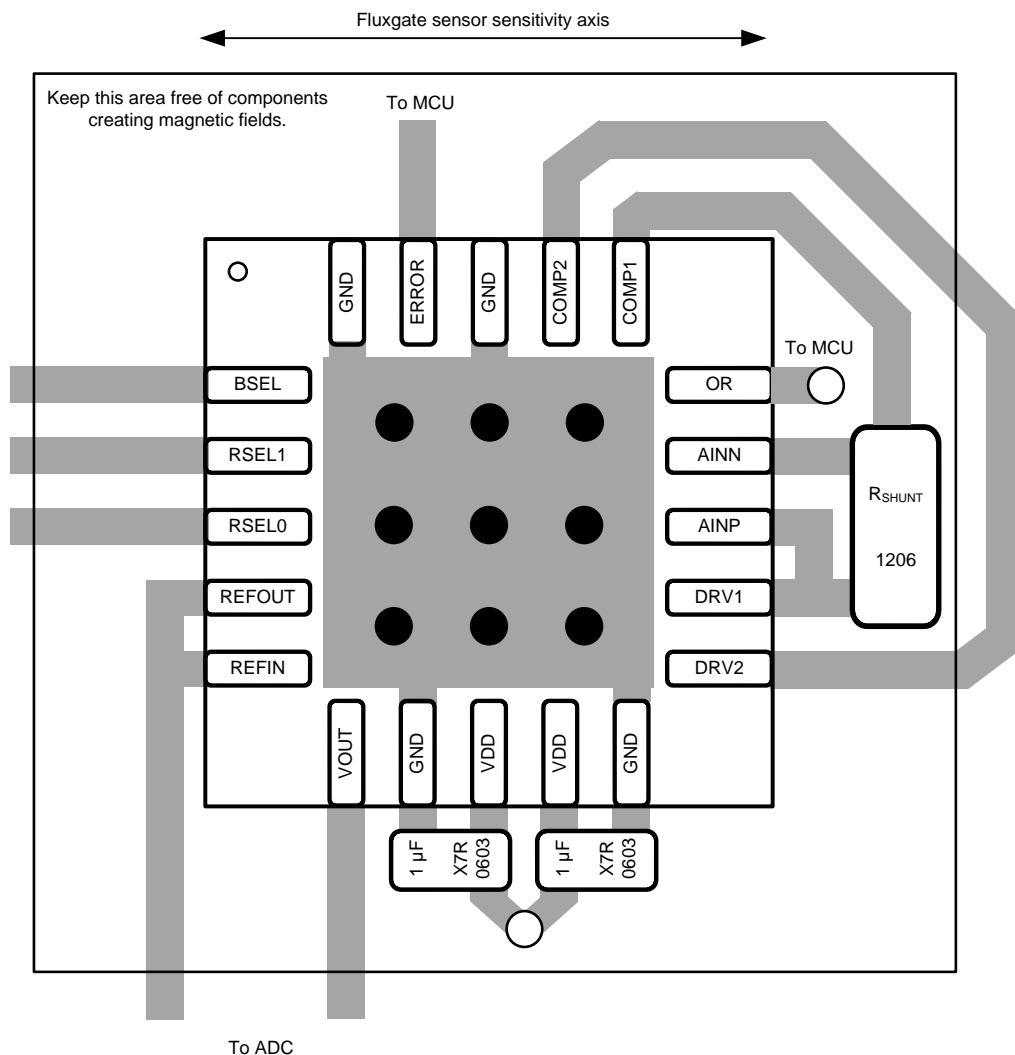 Fluxgate sensor sensitivity axis
Keep this area free of components
creating magnetic fields.
To MCU
GND
ERROR
GND
COMP2
COMP1
To MCU
BSEL
OR
RSEL1
AINN
RSHUNT
RSEL0
AINP
1206
REFOUT
DRV1
REFIN
DRV2
VOUT
GND
VDD
VDD
GND
1 µF
X7R
0603
1 µF
X7R
0603
To ADC